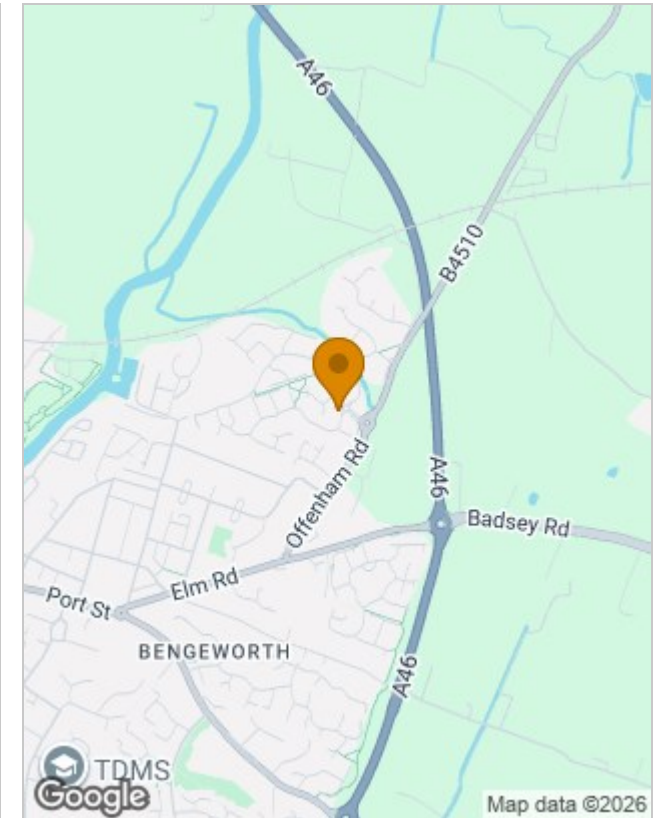 A46
B4510
A46
Offenham Rd
Badsey Rd
Elm Rd
Port St
BENGEWORTH
A46
TDMS
Google
Map data ©2026